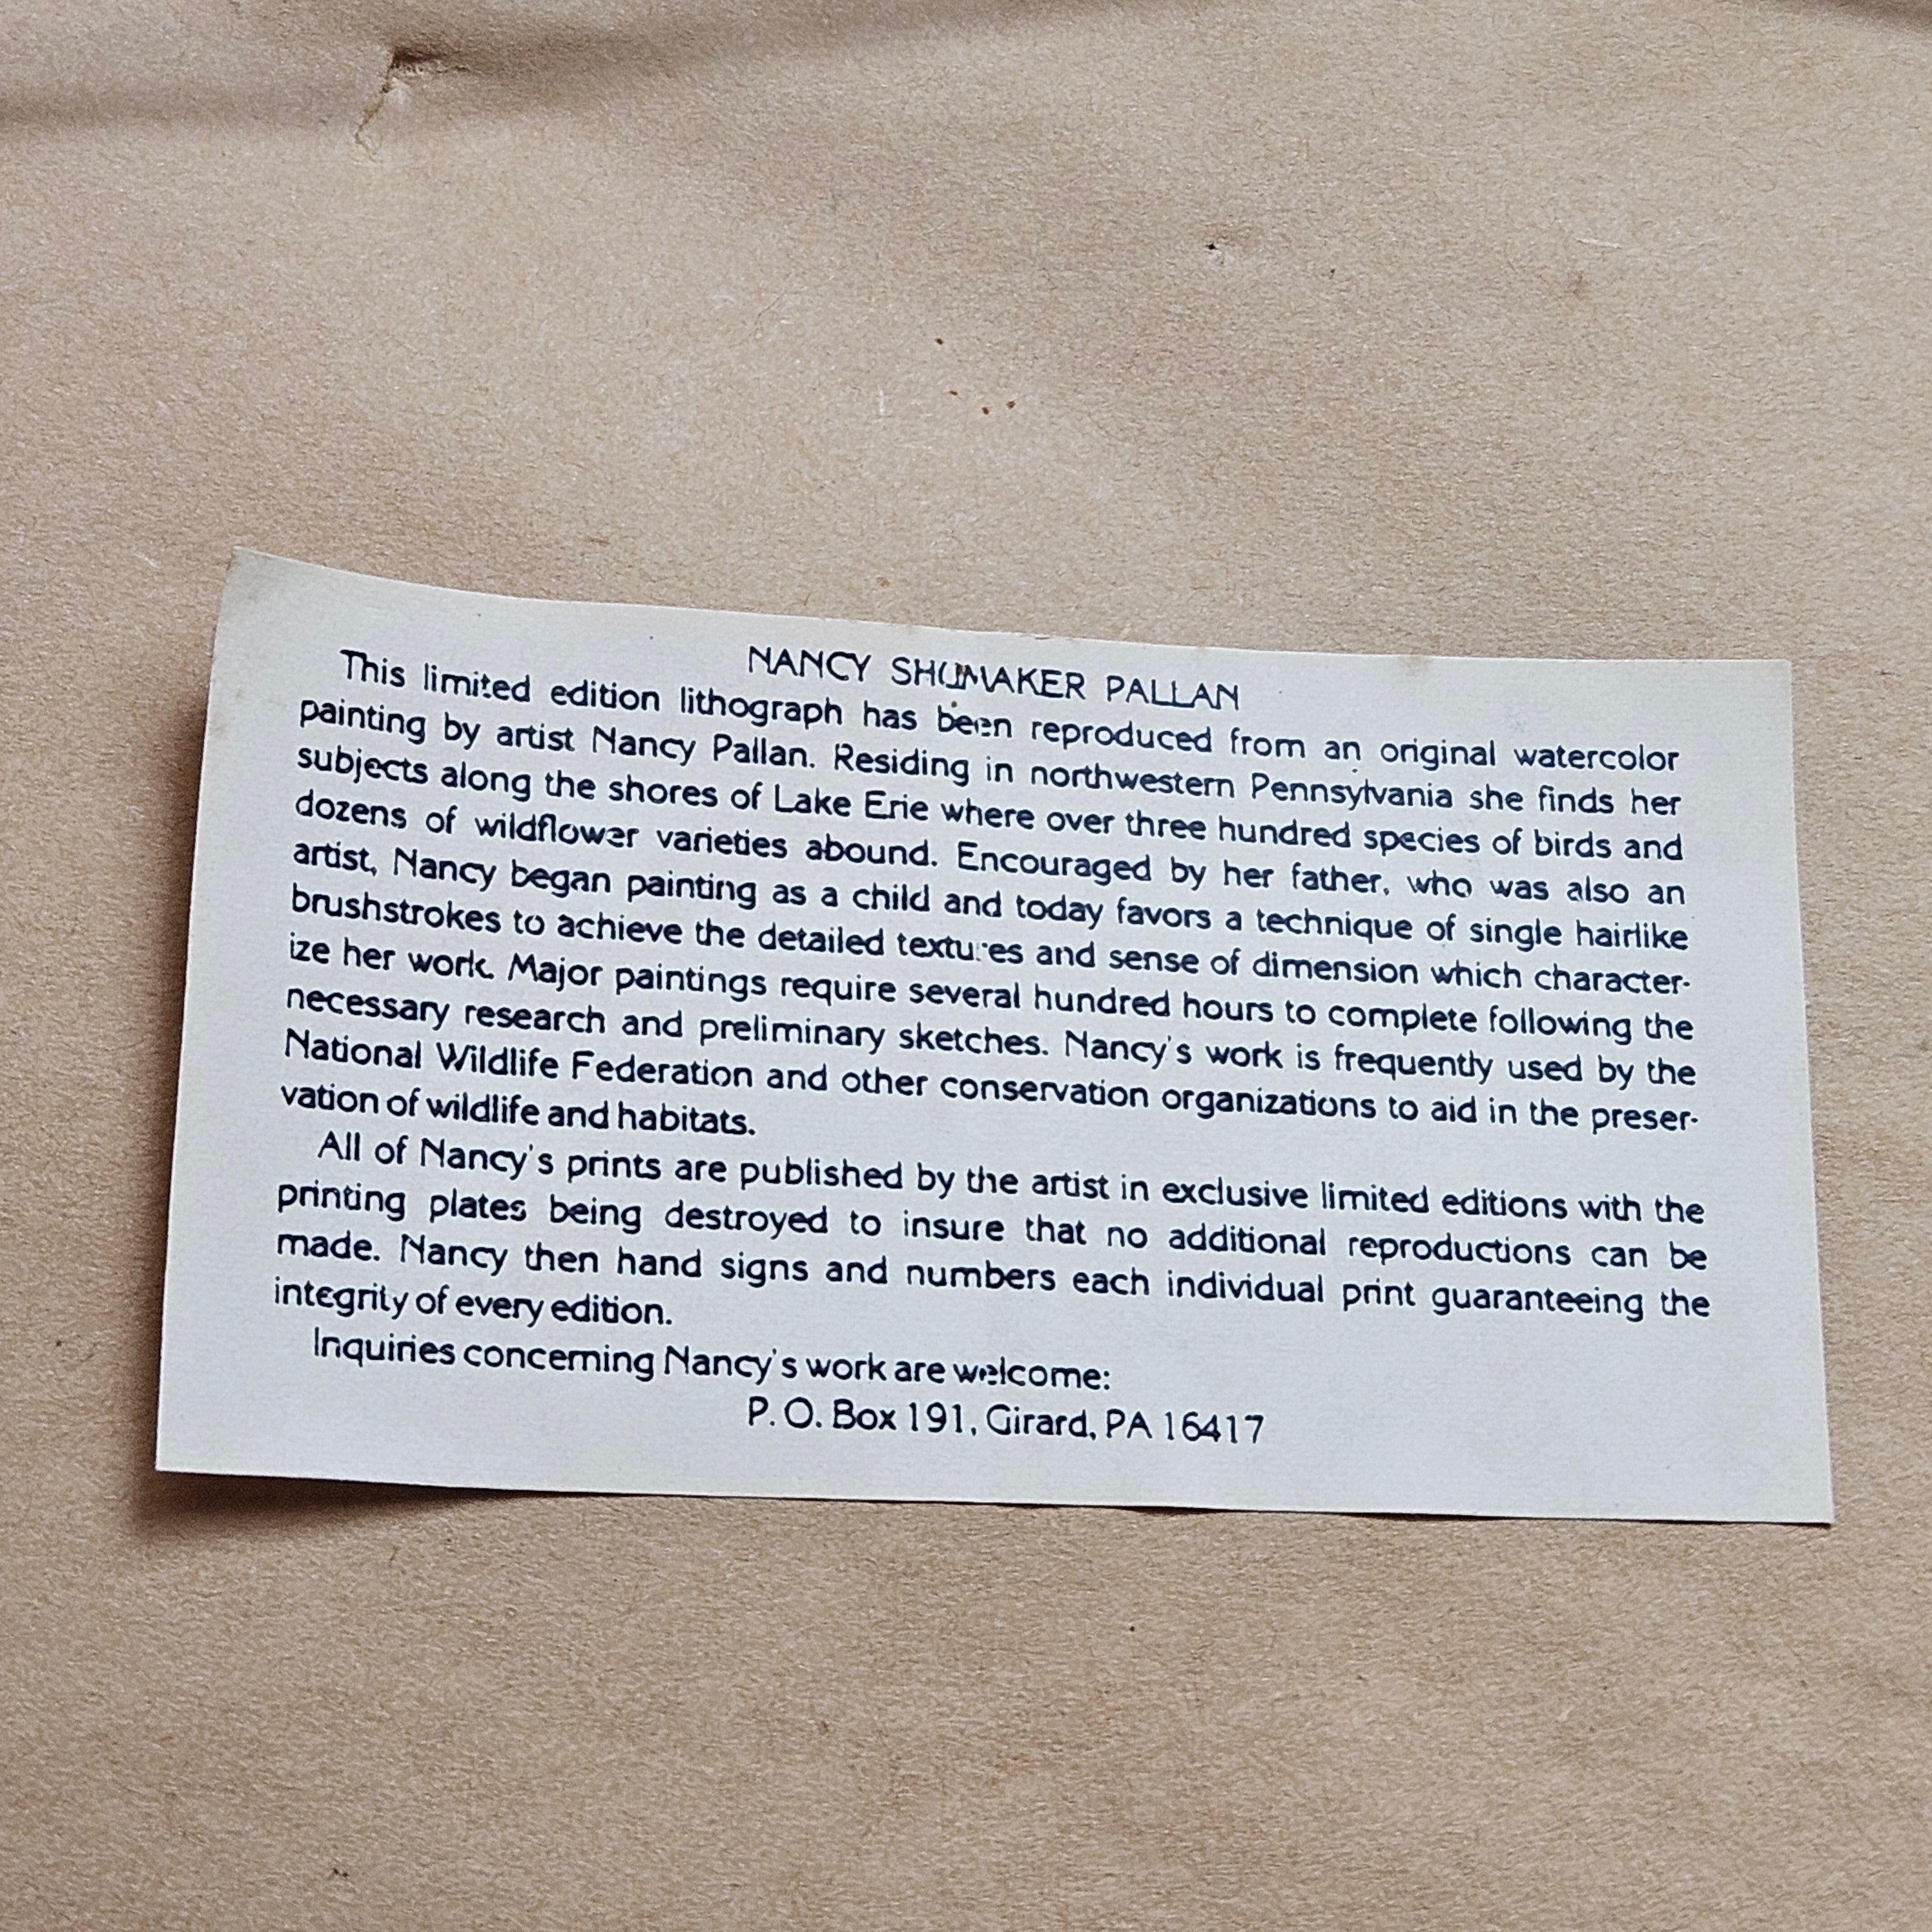 NANCY SHUMAKER PALLAN
This limited edition lithograph has been reproduced from an original watercolor
painting by artist Nancy Pallan. Residing in northwestern Pennsylvania she finds her
subjects along the shores of Lake Erie where over three hundred species of birds and
dozens of wildflower varieties abound. Encouraged by her father, who was also an
artist, Nancy began painting as a child and today favors a technique of single hairlike
brushstrokes to achieve the detailed textures and sense of dimension which character-
ize her work. Major paintings require several hundred hours to complete following the
necessary research and preliminary sketches. Nancy's work is frequently used by the
National Wildlife Federation and other conservation organizations to aid in the preser-
vation of wildlife and habitats.
All of Nancy's prints are published by the artist in exclusive limited editions with the
printing plates being destroyed to insure that no additional reproductions can be
made. Nancy then hand signs and numbers each individual print guaranteeing the
integrity of every edition.
Inquiries concerning Nancy's work are welcome:
P. O. Box 191, Girard, PA 16417